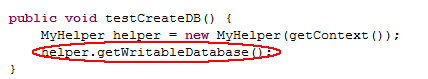 public void testCreateDB() {
MyHelper helper = new MyHelper(getContext());
helper.getWritableDatabase();
}